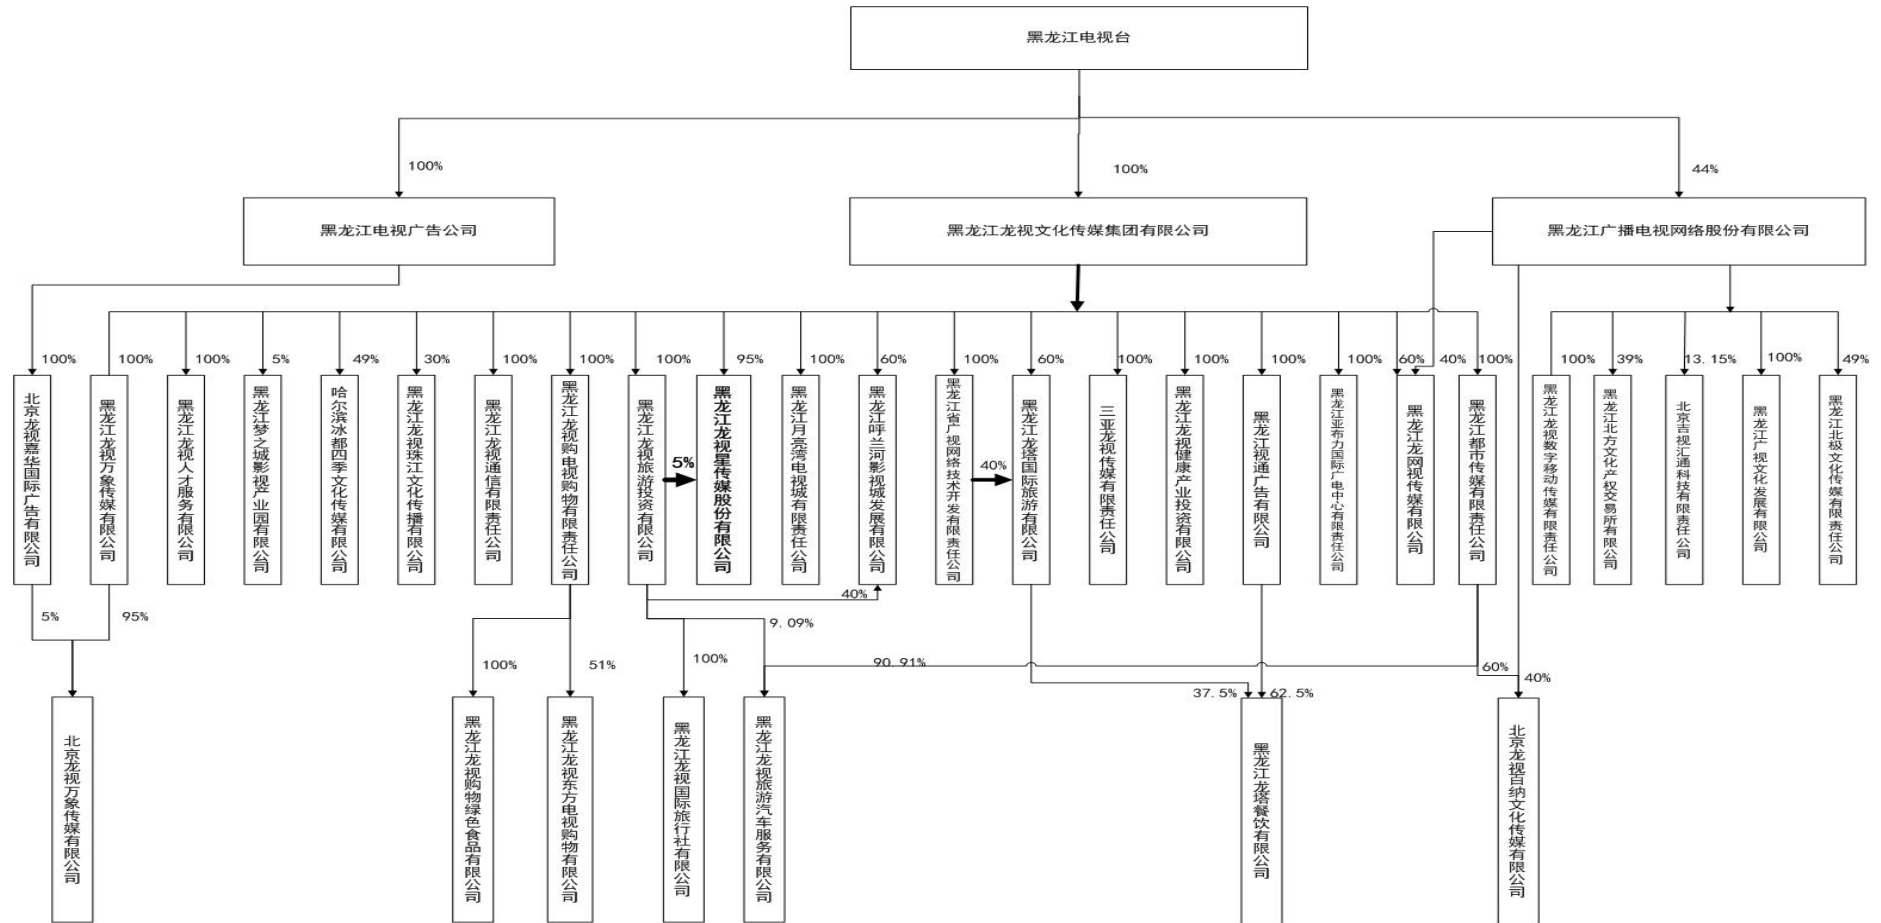 黑龙江电视台
100%
100%
44%
黑龙江电视广告公司
黑龙江龙视文化传媒集团有限公司
黑龙江广播电视网络股份有限公司
100%
100%
100%
5%
49%
30%
100%
100%
100%
95%
100%
60%
100%
60%
100%
100%
100%
100%
60%
40%
100%
100%
39%
13.15%
100%
49%
北京龙视嘉华国际广告有限公司
黑龙江龙视万象传媒有限公司
黑龙江龙视人才服务有限公司
黑龙江梦之城影视产业园有限公司
哈尔滨冰都四季文化传媒有限公司
黑龙江龙视珠江文化传播有限公司
黑龙江龙视通信有限责任公司
黑龙江龙视购电视购物有限责任公司
黑龙江龙视旅游投资有限公司
5%
黑龙江龙视星传媒股份有限公司
黑龙江月亮湾电视城有限责任公司
黑龙江呼兰河影视城发展有限公司
黑龙江省广视网络技术开发有限责任公司
40%
黑龙江龙塔国际旅游有限公司
三亚龙视传媒有限责任公司
黑龙江龙视健康产业投资有限公司
黑龙江视通广告有限公司
黑龙江亚布力国际广电中心有限责任公司
黑龙江龙网视传媒有限公司
黑龙江都市传媒有限责任公司
黑龙江龙视数字移动传媒有限责任公司
黑龙江北方文化产权交易所有限公司
北京吉视汇通科技有限责任公司
黑龙江广视文化发展有限公司
黑龙江北极文化传媒有限责任公司
5%
95%
40%
9.09%
100%
51%
100%
90.91%
60%
40%
37.5%
62.5%
北京龙视万象传媒有限公司
黑龙江龙视购物绿色食品有限公司
黑龙江龙视东方电视购物有限公司
黑龙江龙视国际旅行社有限公司
黑龙江龙视旅游汽车服务有限公司
黑龙江龙塔餐饮有限公司
北京龙视百纳文化传媒有限公司